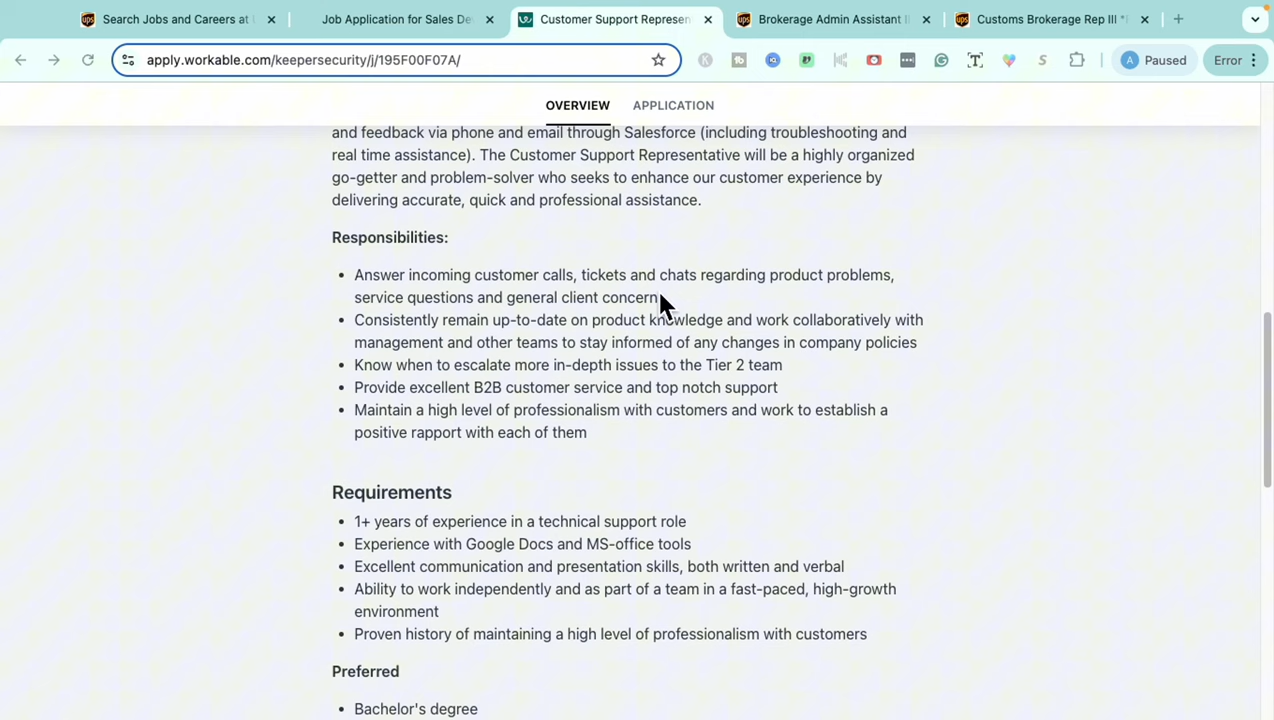 Search Jobs and Careers at
Job Application for Sales De
Customer Support Represen
Brokerage Admin Assistant
Customs Brokerage Rep III
apply.workable.com/keepersecurity/j/195F00F07A/
A Paused
Error
OVERVIEW
APPLICATION
and feedback via phone and email through Salesforce (including troubleshooting and
real time assistance). The Customer Support Representative will be a highly organized
go-getter and problem-solver who seeks to enhance our customer experience by
delivering accurate, quick and professional assistance.
Responsibilities:
• Answer incoming customer calls, tickets and chats regarding product problems,
service questions and general client concern
• Consistently remain up-to-date on product knowledge and work collaboratively with
management and other teams to stay informed of any changes in company policies
• Know when to escalate more in-depth issues to the Tier 2 team
• Provide excellent B2B customer service and top notch support
• Maintain a high level of professionalism with customers and work to establish a
positive rapport with each of them
Requirements
• 1+ years of experience in a technical support role
• Experience with Google Docs and MS-office tools
• Excellent communication and presentation skills, both written and verbal
• Ability to work independently and as part of a team in a fast-paced, high-growth
environment
• Proven history of maintaining a high level of professionalism with customers
Preferred
• Bachelor's degree